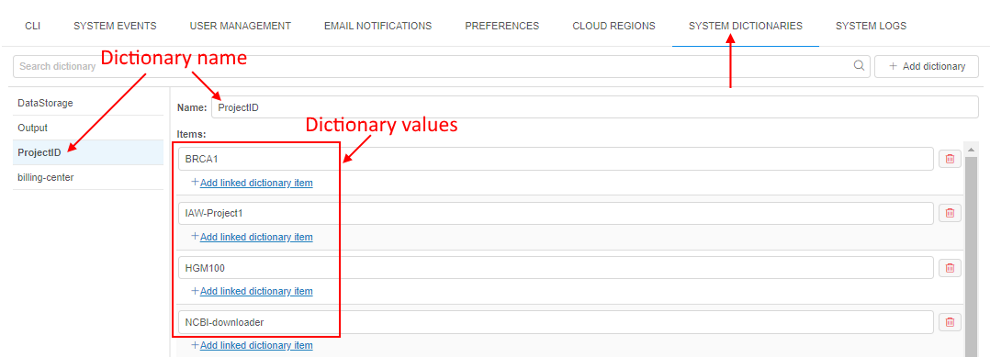 CLI SYSTEM EVENTS USER MANAGEMENT EMAIL NOTIFICATIONS PREFERENCES CLOUD REGIONS SYSTEM DICTIONARIES SYSTEM LOGS
Dictionary name
Search dictionary + Add dictionary
DataStorage
Output
ProjectID
billing-center
Name: ProjectID
Dictionary values
Items:
BRCA1
+Add linked dictionary item
IAW-Project1
+Add linked dictionary item
HGM100
+Add linked dictionary item
NCBI-downloader
+Add linked dictionary item